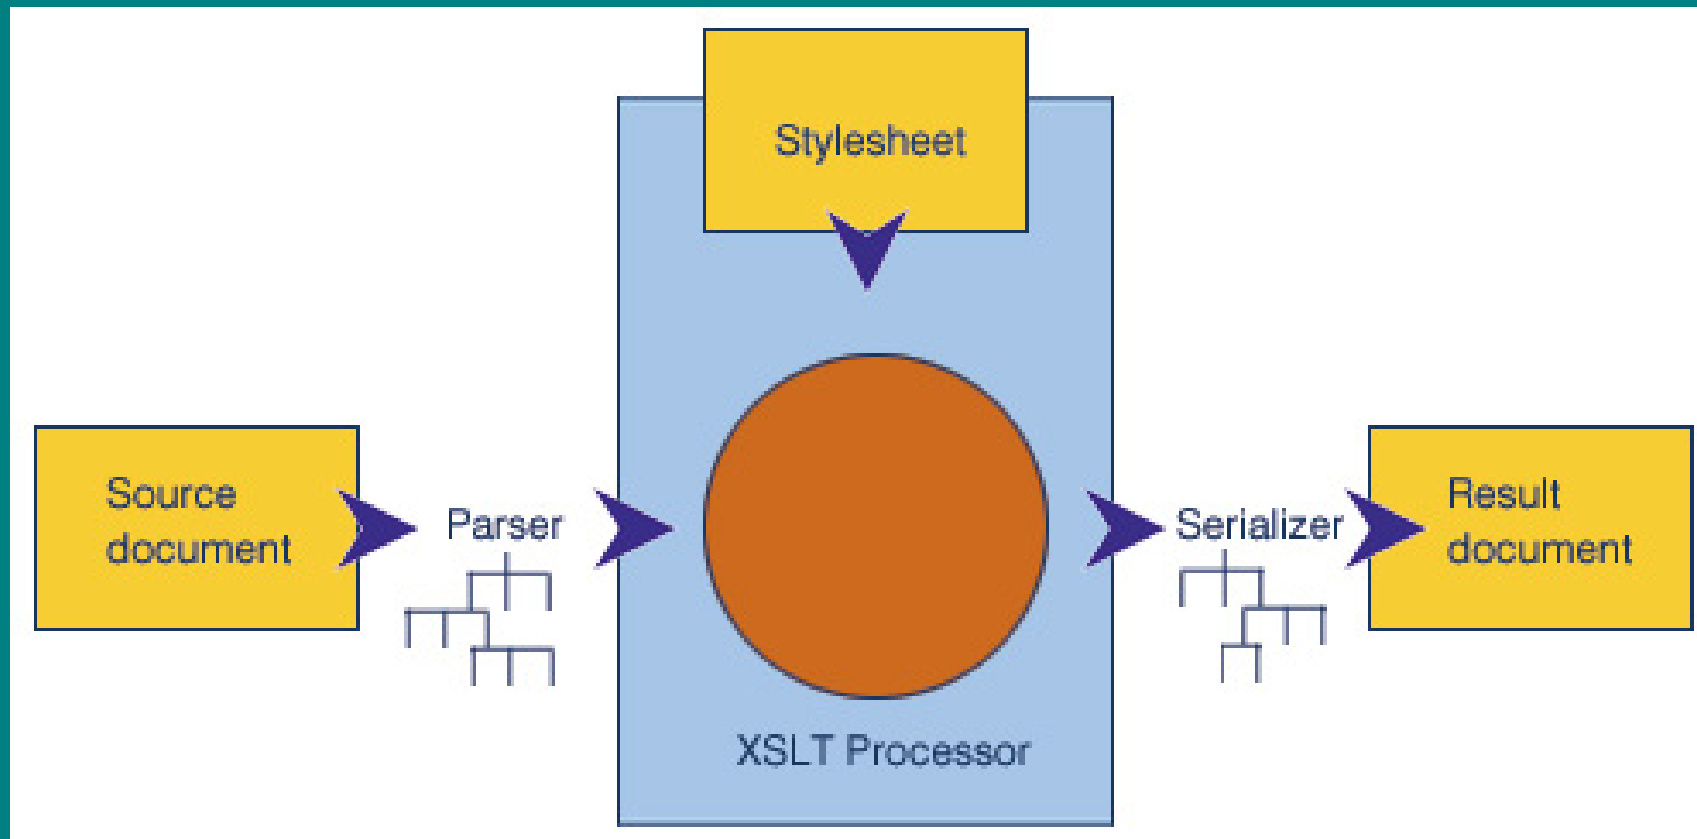 Stylesheet
Source
document
Parser
Serializer
Result
document
XSLT Processor